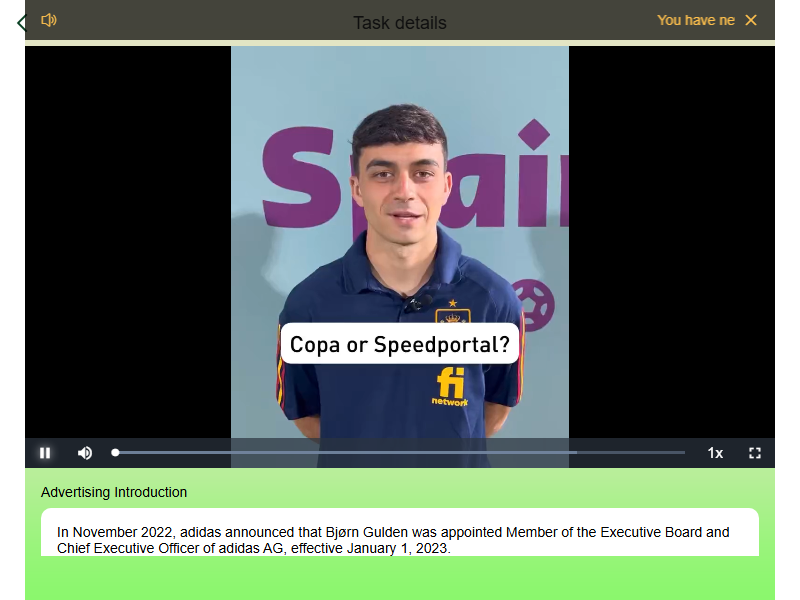 Task details
You have ne
Spain
Copa or Speedportal?
fi
network
1x
Advertising Introduction
In November 2022, adidas announced that Bjørn Gulden was appointed Member of the Executive Board and
Chief Executive Officer of adidas AG, effective January 1, 2023.